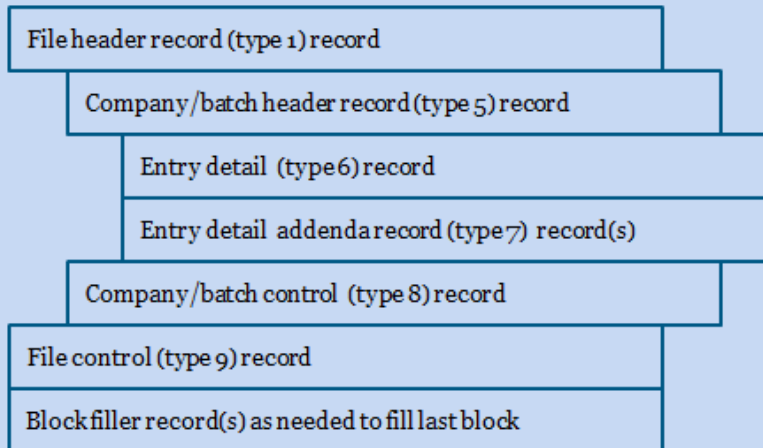 File header record (type 1) record
Company/batch header record (type 5) record
Entry detail (type 6) record
Entry detail addenda record (type 7) record(s)
Company/batch control (type 8) record
File control (type 9) record
Block filler record(s) as needed to fill last block